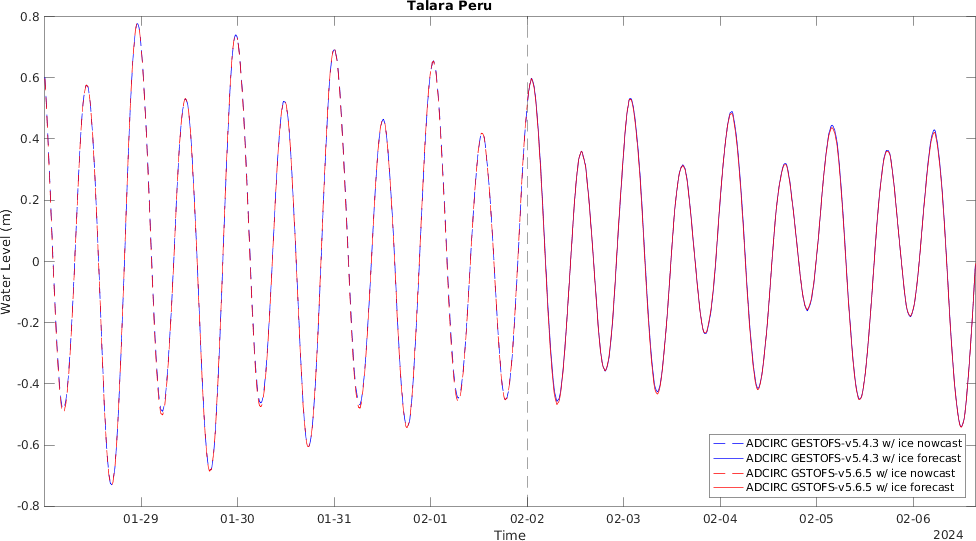 Talara Peru
0.8
0.6
0.4
0.2
0
-0.2
-0.4
-0.6
-0.8
Water Level (m)
ADCIRC GESTOFS-v5.4.3 w/ ice nowcast
ADCIRC GESTOFS-v5.4.3 w/ ice forecast
ADCIRC GSTOFS-v5.6.5 w/ ice nowcast
ADCIRC GSTOFS-v5.6.5 w/ ice forecast
01-29 01-30 01-31 02-01 02-02 02-03 02-04 02-05 02-06
Time
2024